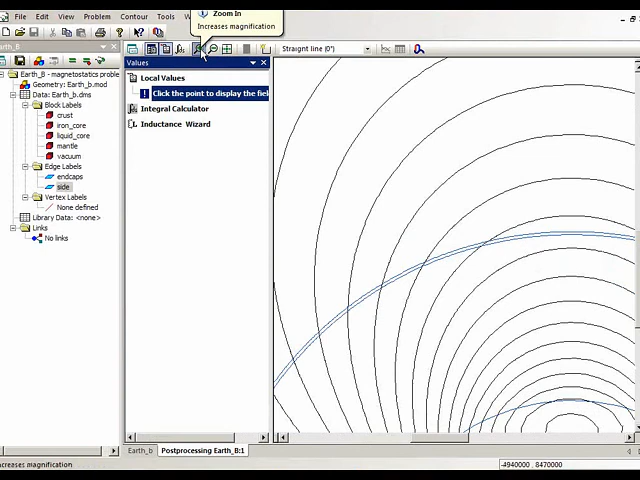 Zoom In
Increases magnification
File Edit View Problem Contour Tools
Straight line (0°)
Earth_B - magnetostatics proble
Geometry: Earth_b.mod
Data: Earth_b.dms
Block Labels
crust
iron_core
liquid_core
mantle
vacuum
Edge Labels
endcaps
side
Vertex Labels
None defined
Library Data: <none>
Links
No links
Values
Local Values
Click the point to display the fiel
Integral Calculator
Inductance Wizard
Earth_b
Postprocessing Earth_B:1
ncreases magnification
-4940000 , 8470000